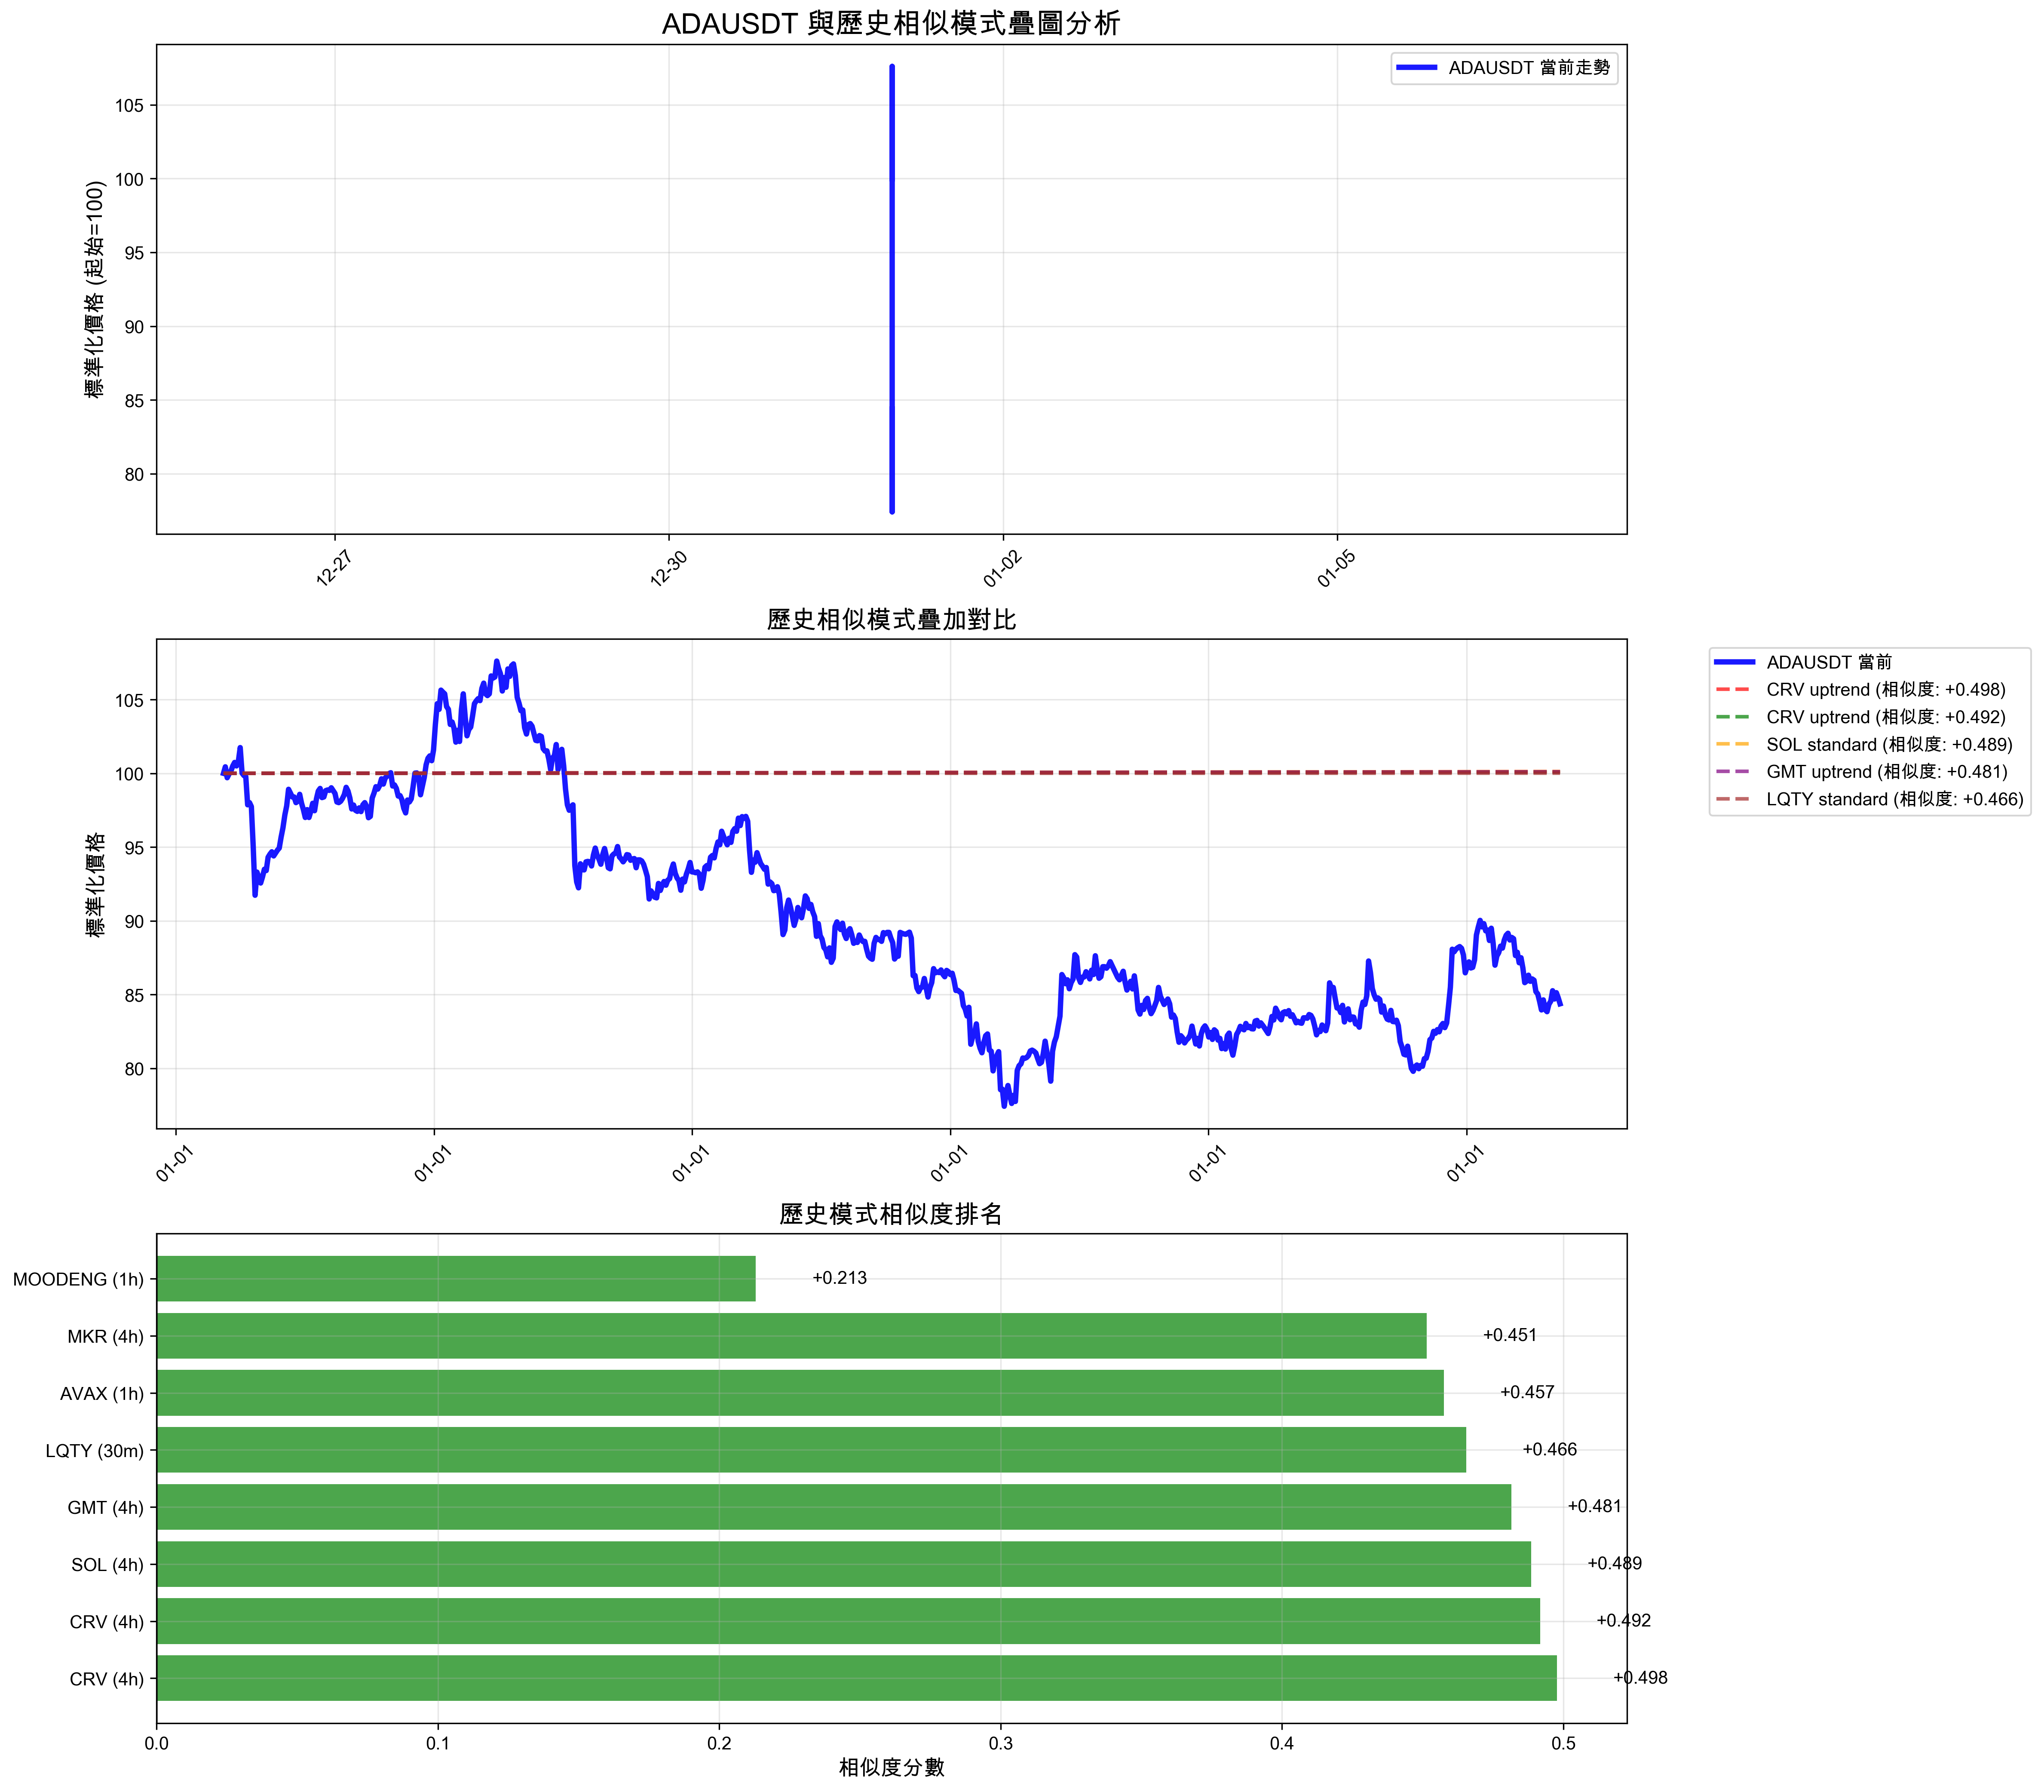 ADAUSDT 與歷史相似模式疊圖分析
ADAUSDT 當前走勢
標準化價格 (起始=100)
105
100
95
90
85
80
12-27
12-30
01-02
01-05
歷史相似模式疊加對比
ADAUSDT 當前
CRV uptrend (相似度: +0.498)
CRV uptrend (相似度: +0.492)
SOL standard (相似度: +0.489)
GMT uptrend (相似度: +0.481)
LQTY standard (相似度: +0.466)
標準化價格
105
100
95
90
85
80
01-01
01-01
01-01
01-01
01-01
01-01
歷史模式相似度排名
MOODENG (1h)
+0.213
MKR (4h)
+0.451
AVAX (1h)
+0.457
LQTY (30m)
+0.466
GMT (4h)
+0.481
SOL (4h)
+0.489
CRV (4h)
+0.492
CRV (4h)
+0.498
0.0
0.1
0.2
0.3
0.4
0.5
相似度分數